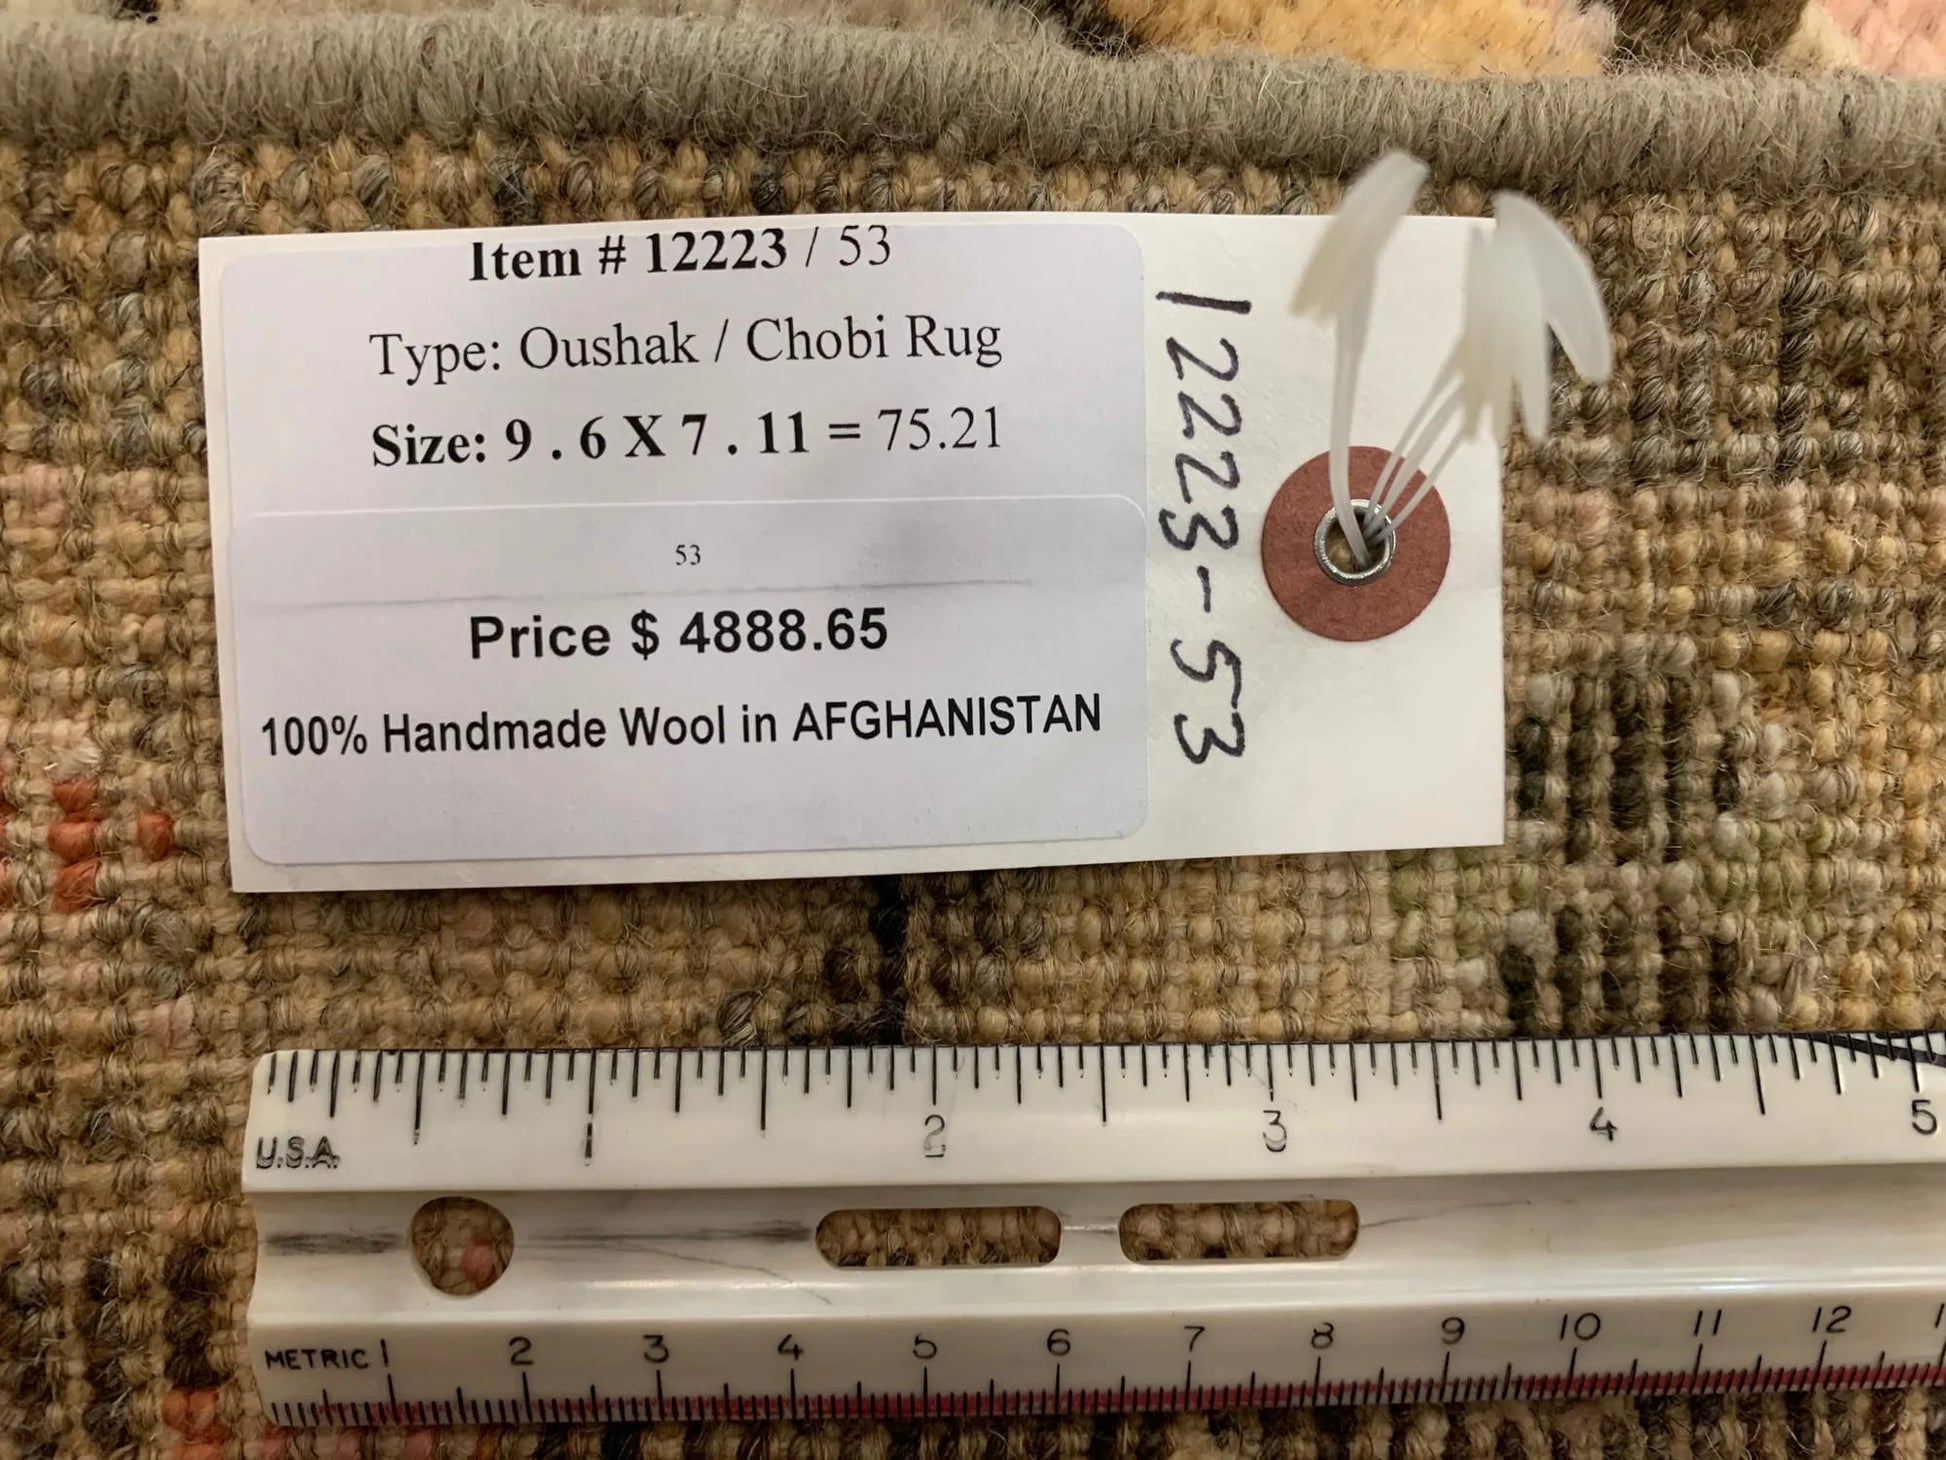 Item # 12223 / 53
Type: Oushak / Chobi Rug
Size: 9 . 6 X 7 . 11 = 75.21
53
Price $ 4888.65
100% Handmade Wool in AFGHANISTAN
12223-53
1 2 3 4 5
U.S.A.
METRIC 1 2 3 4 5 6 7 8 9 10 11 12